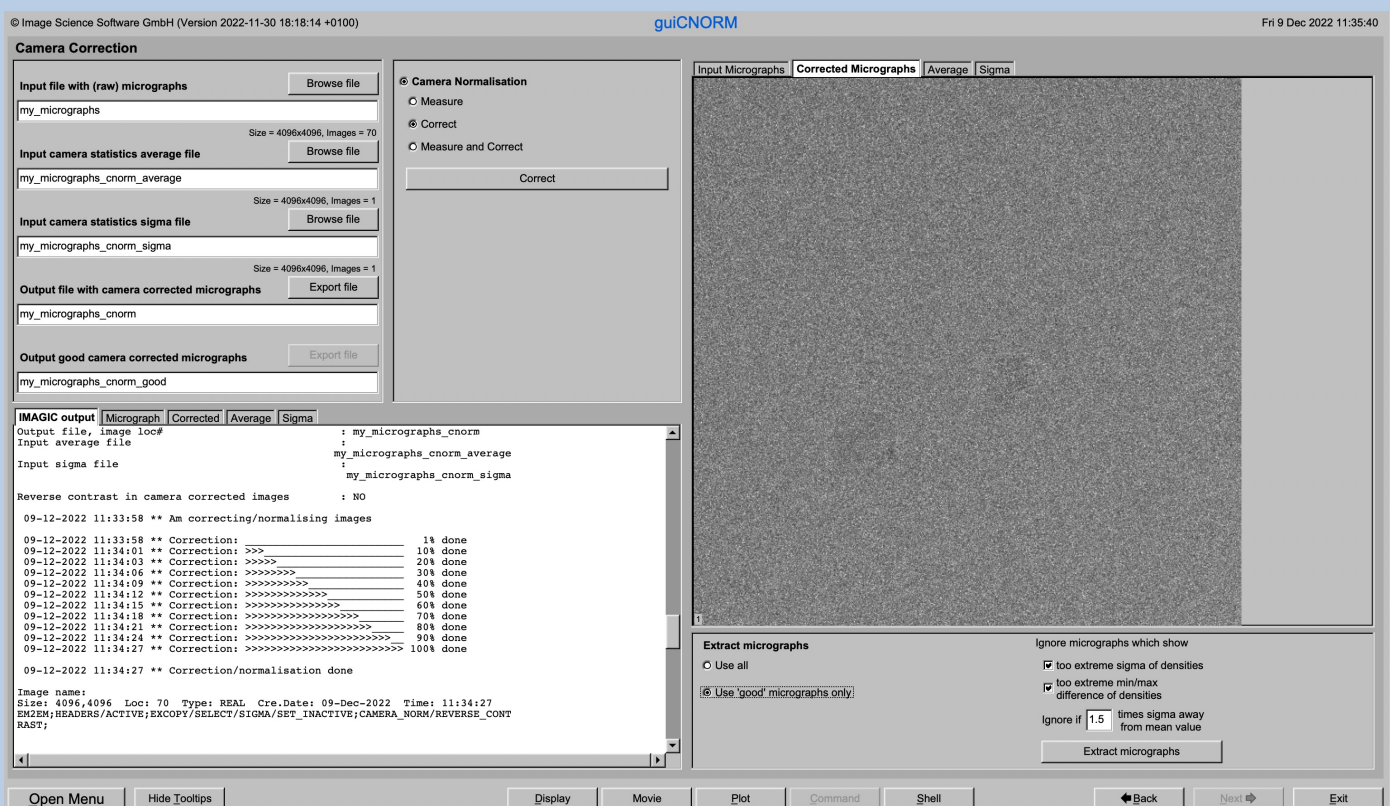 © Image Science Software GmbH (Version 2022-11-30 18:18:14 +0100)
guiCNORM
Fri 9 Dec 2022 11:35:40
Camera Correction
Input file with (raw) micrographs
Browse file
my_micrographs
Size = 4096x4096, Images = 70
Input camera statistics average file
Browse file
my_micrographs_cnorm_average
Size = 4096x4096, Images = 1
Input camera statistics sigma file
Browse file
my_micrographs_cnorm_sigma
Size = 4096x4096, Images = 1
Output file with camera corrected micrographs
Export file
my_micrographs_cnorm
Output good camera corrected micrographs
Export file
my_micrographs_cnorm_good
Camera Normalisation
Measure
Correct
Measure and Correct
Correct
Input Micrographs Corrected Micrographs Average Sigma
1
IMAGIC output Micrograph Corrected Average Sigma
Output file, image loc# : my_micrographs_cnorm
Input average file :
my_micrographs_cnorm_average
Input sigma file :
my_micrographs_cnorm_sigma
Reverse contrast in camera corrected images : NO
09-12-2022 11:33:58 ** Am correcting/normalising images
09-12-2022 11:33:58 ** Correction: ________________________ 1% done
09-12-2022 11:34:01 ** Correction: >>>_____________________ 10% done
09-12-2022 11:34:03 ** Correction: >>>>>___________________ 20% done
09-12-2022 11:34:06 ** Correction: >>>>>>>>________________ 30% done
09-12-2022 11:34:09 ** Correction: >>>>>>>>>>______________ 40% done
09-12-2022 11:34:12 ** Correction: >>>>>>>>>>>>>___________ 50% done
09-12-2022 11:34:15 ** Correction: >>>>>>>>>>>>>>>_________ 60% done
09-12-2022 11:34:18 ** Correction: >>>>>>>>>>>>>>>>>>______ 70% done
09-12-2022 11:34:21 ** Correction: >>>>>>>>>>>>>>>>>>>>____ 80% done
09-12-2022 11:34:24 ** Correction: >>>>>>>>>>>>>>>>>>>>>>>__ 90% done
09-12-2022 11:34:27 ** Correction: >>>>>>>>>>>>>>>>>>>>>>>>> 100% done
09-12-2022 11:34:27 ** Correction/normalisation done
Image name:
Size: 4096,4096 Loc: 70 Type: REAL Cre.Date: 09-Dec-2022 Time: 11:34:27
EM2EM;HEADERS/ACTIVE;EXCOPY/SELECT/SIGMA/SET_INACTIVE;CAMERA_NORM/REVERSE_CONT
RAST;
Extract micrographs
Use all
Use 'good' micrographs only
Ignore micrographs which show
too extreme sigma of densities
too extreme min/max
difference of densities
Ignore if 1.5 times sigma away
from mean value
Extract micrographs
Open Menu Hide Tooltips Display Movie Plot Command Shell Back Next Exit